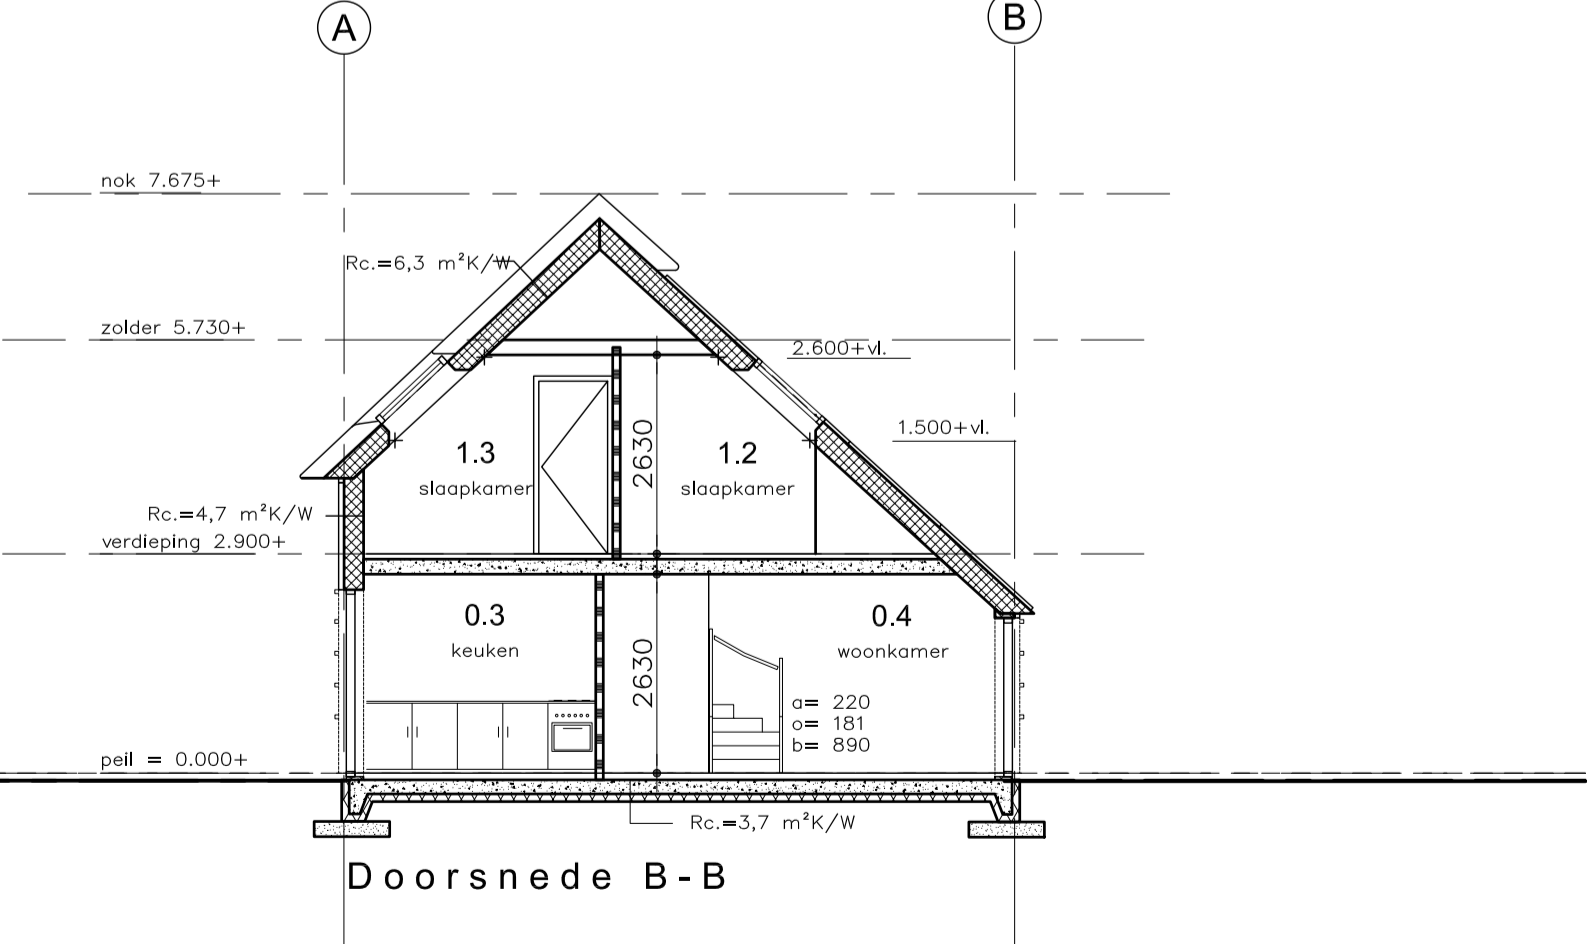 A
B
nok 7.675+
Rc.=6,3 m²K/W
zolder 5.730+
2.600+vl.
1.500+vl.
1.3
slaapkamer
2630
1.2
slaapkamer
Rc.=4,7 m²K/W
verdieping 2.900+
0.3
keuken
2630
0.4
woonkamer
a= 220
o= 181
b= 890
peil = 0.000+
Rc.=3,7 m²K/W
Doorsnede B-B